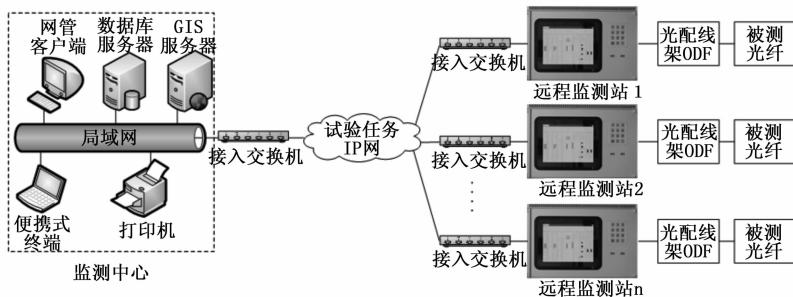 网管
客户端
数据库
服务器
GIS
服务器
局域网
便携式
终端
打印机
监测中心
接入交换机
试验任务
IP网
接入交换机
远程监测站1
光配线
架ODF
被测
光纤
接入交换机
远程监测站2
光配线
架ODF
被测
光纤
接入交换机
远程监测站n
光配线
架ODF
被测
光纤